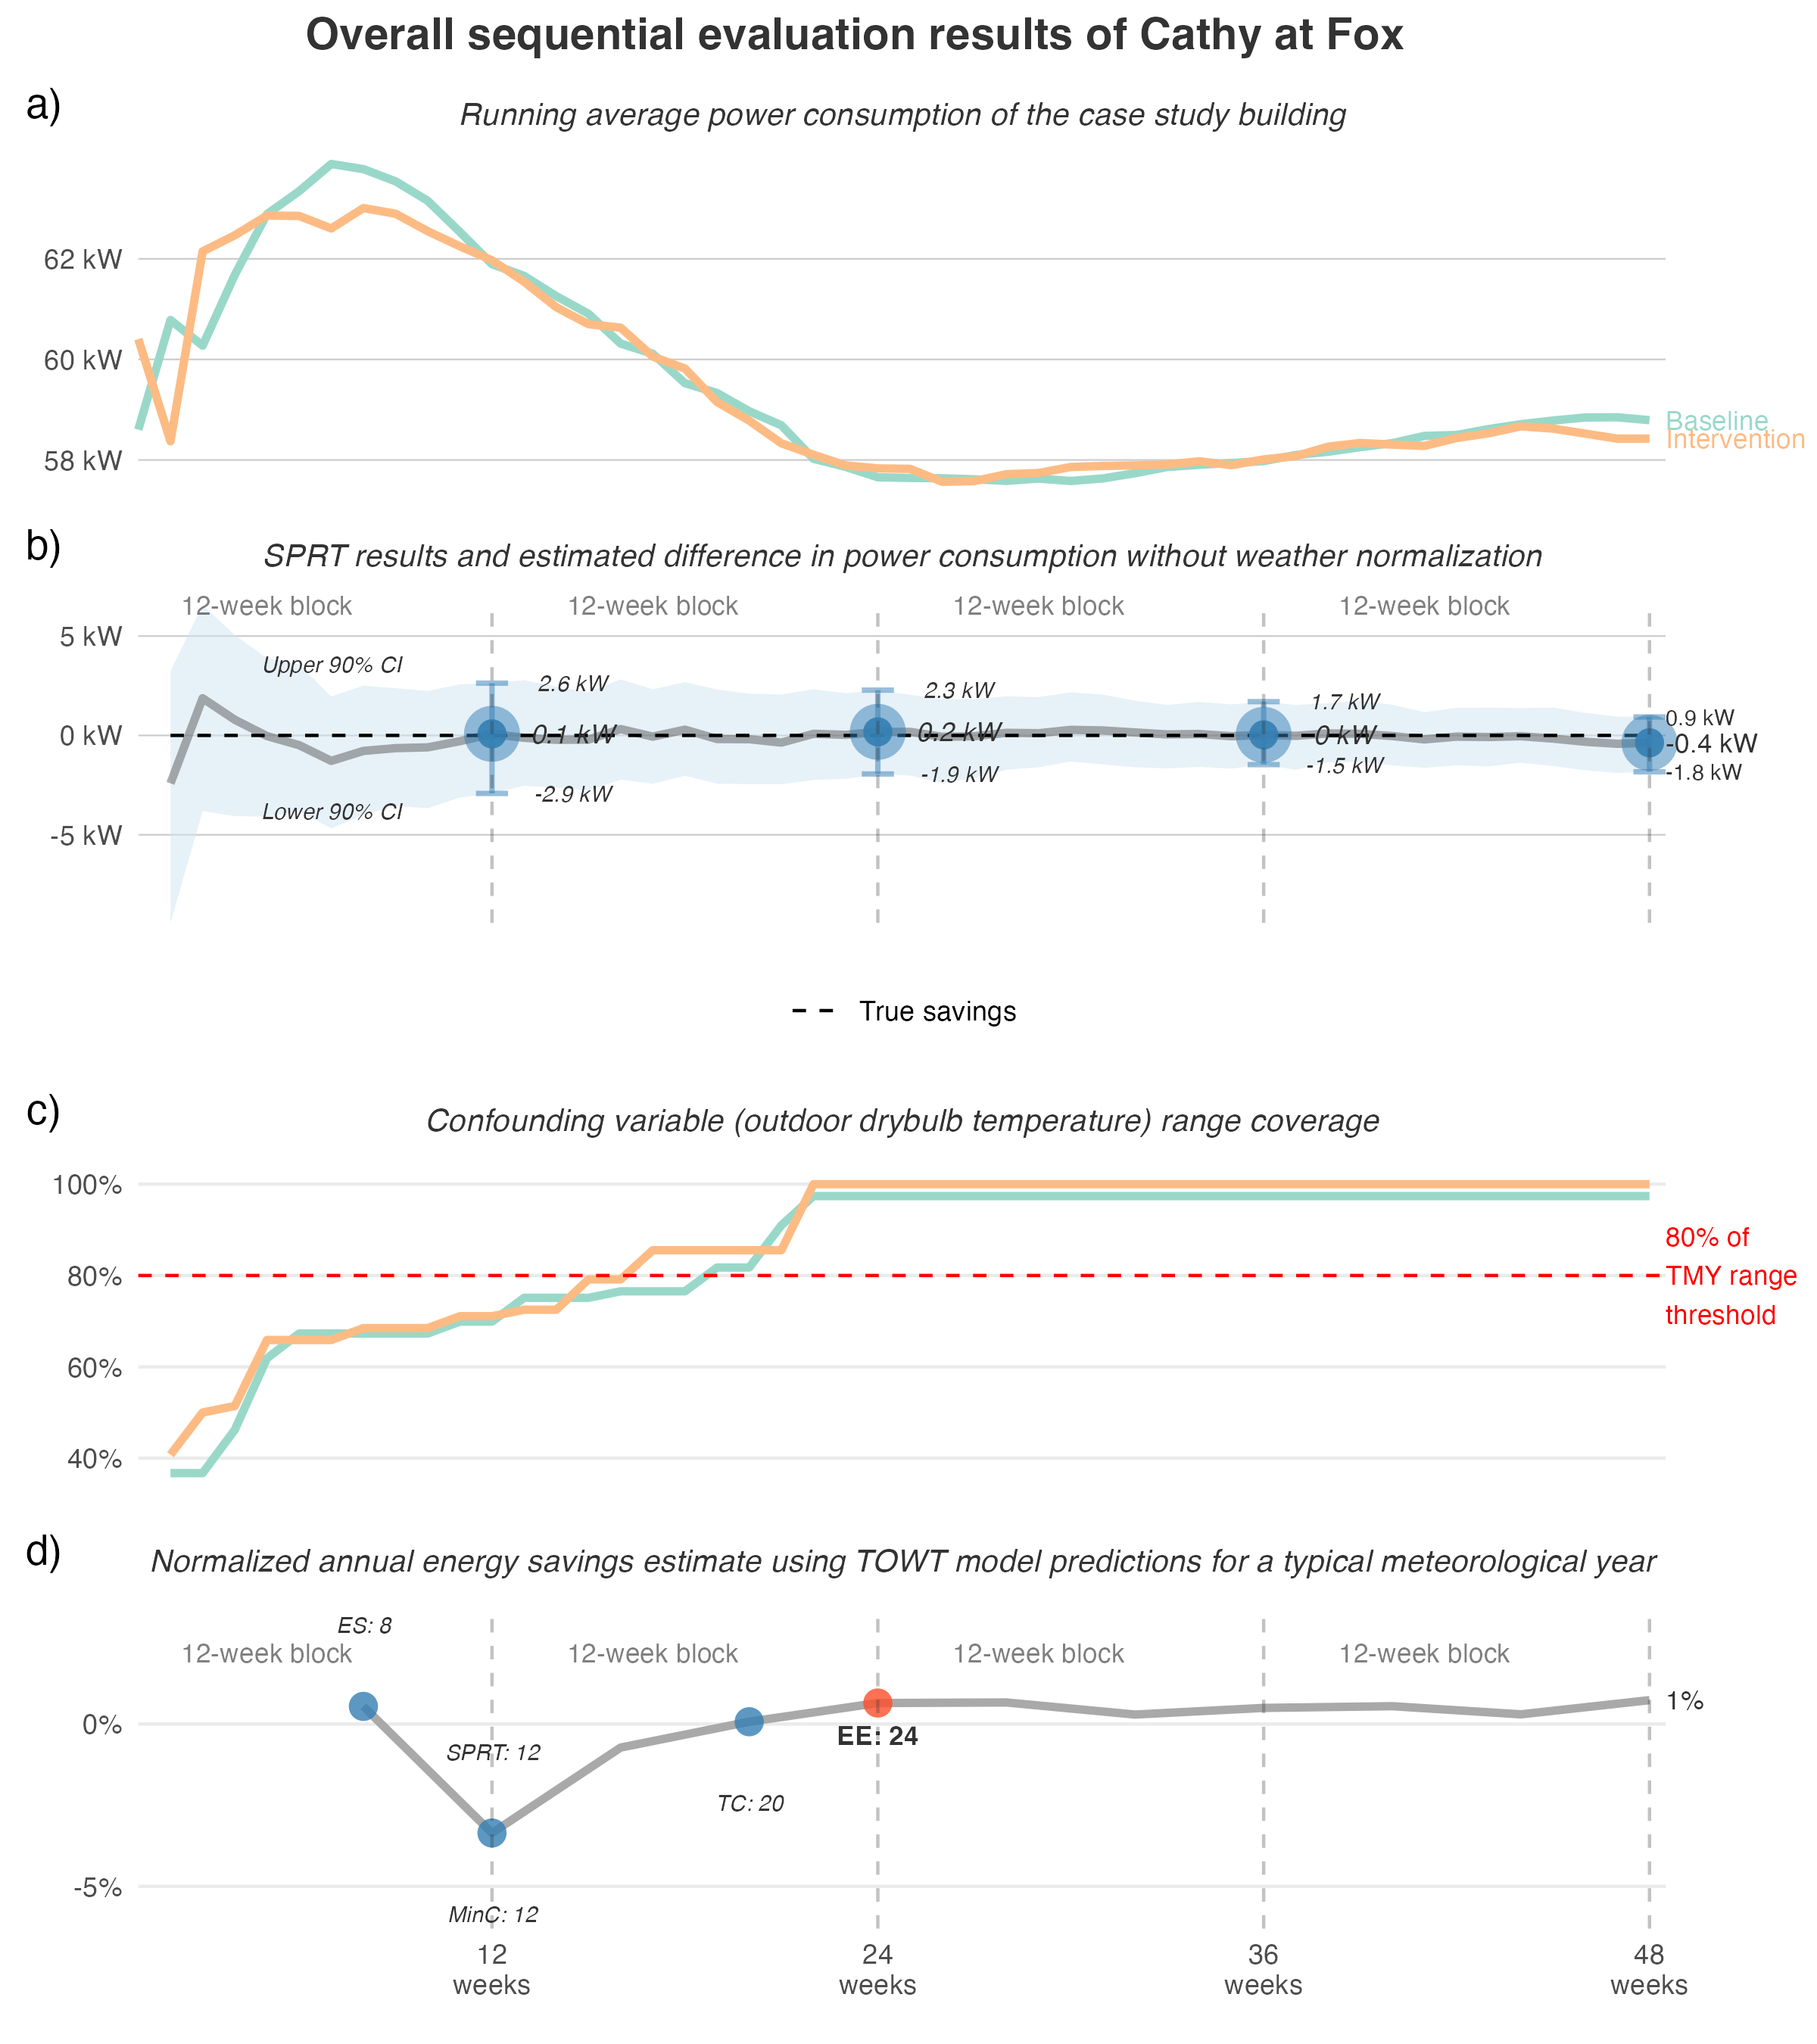 Overall sequential evaluation results of Cathy at Fox
a)
Running average power consumption of the case study building
62 kW
60 kW
58 kW
Baseline
Intervention
b)
SPRT results and estimated difference in power consumption without weather normalization
12-week block 12-week block 12-week block 12-week block
5 kW
0 kW
-5 kW
Upper 90% CI
Lower 90% CI
2.6 kW
0.1 kW
-2.9 kW
2.3 kW
0.2 kW
-1.9 kW
1.7 kW
0 kW
-1.5 kW
0.9 kW
-0.4 kW
-1.8 kW
True savings
c)
Confounding variable (outdoor drybulb temperature) range coverage
100%
80%
60%
40%
80% of
TMY range
threshold
d)
Normalized annual energy savings estimate using TOWT model predictions for a typical meteorological year
ES: 8
12-week block 12-week block 12-week block 12-week block
0%
-5%
SPRT: 12
TC: 20
EE: 24
1%
MinC: 12
12
weeks
24
weeks
36
weeks
48
weeks